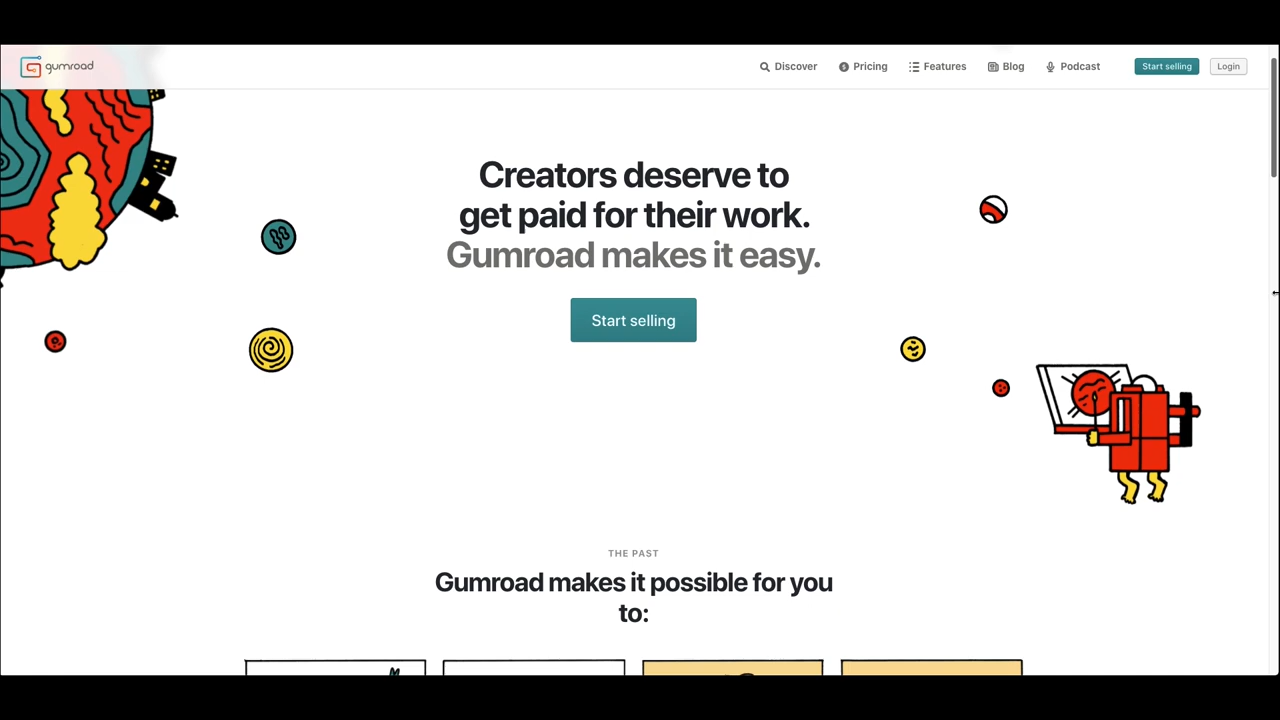 gumroad
Discover
Pricing
Features
Blog
Podcast
Start selling
Login
Creators deserve to
get paid for their work.
Gumroad makes it easy.
Start selling
THE PAST
Gumroad makes it possible for you
to: